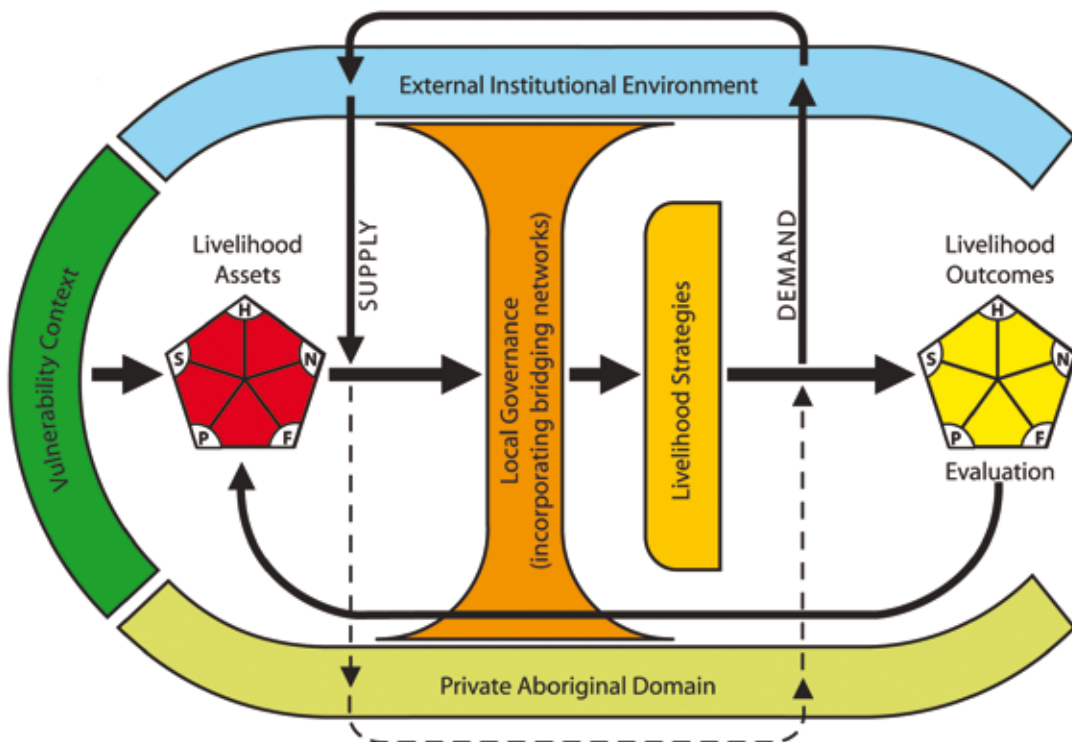 External Institutional Environment
Vulnerability Context
Livelihood
Assets
H
S
N
P
F
SUPPLY
Local Governance
(incorporating bridging networks)
Livelihood Strategies
DEMAND
Livelihood
Outcomes
H
S
N
P
F
Evaluation
Private Aboriginal Domain